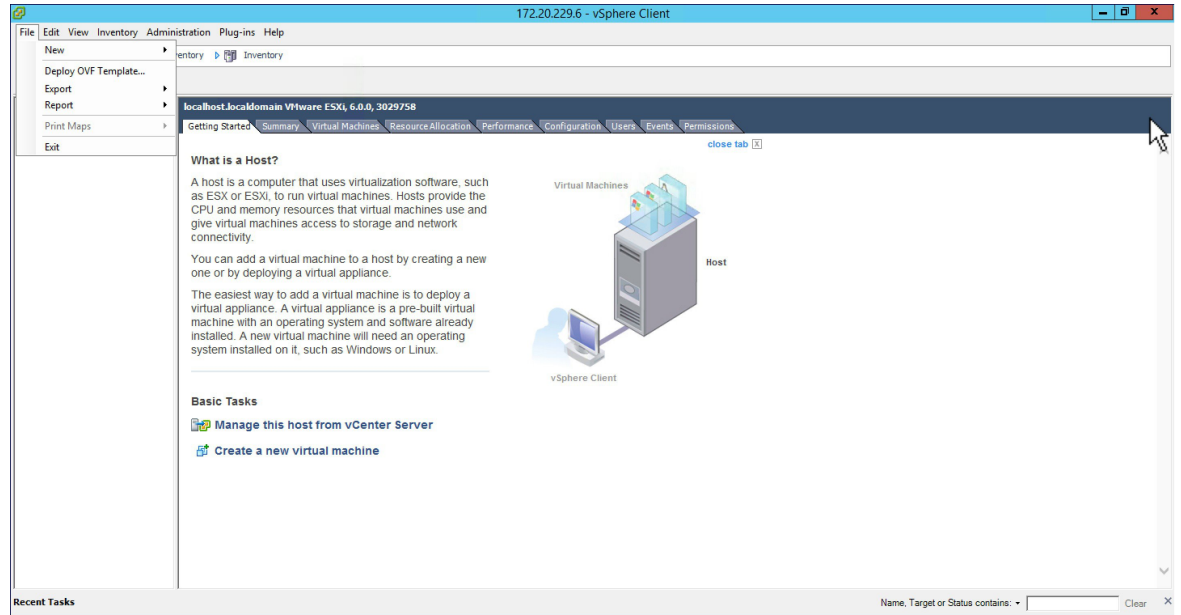 172.20.229.6 - vSphere Client
File Edit View Inventory Administration Plug-ins Help
New
Deploy OVF Template...
Export
Report
Print Maps
Exit
Inventory
localhost.localdomain VMware ESXi, 6.0.0, 3029758
Getting Started Summary Virtual Machines Resource Allocation Performance Configuration Users Events Permissions
close tab X
What is a Host?
A host is a computer that uses virtualization software, such
as ESX or ESXi, to run virtual machines. Hosts provide the
CPU and memory resources that virtual machines use and
give virtual machines access to storage and network
connectivity.
You can add a virtual machine to a host by creating a new
one or by deploying a virtual appliance.
The easiest way to add a virtual machine is to deploy a
virtual appliance. A virtual appliance is a pre-built virtual
machine with an operating system and software already
installed. A new virtual machine will need an operating
system installed on it, such as Windows or Linux.
Virtual Machines
Host
vSphere Client
Basic Tasks
Manage this host from vCenter Server
Create a new virtual machine
Recent Tasks
Name, Target or Status contains:
Clear